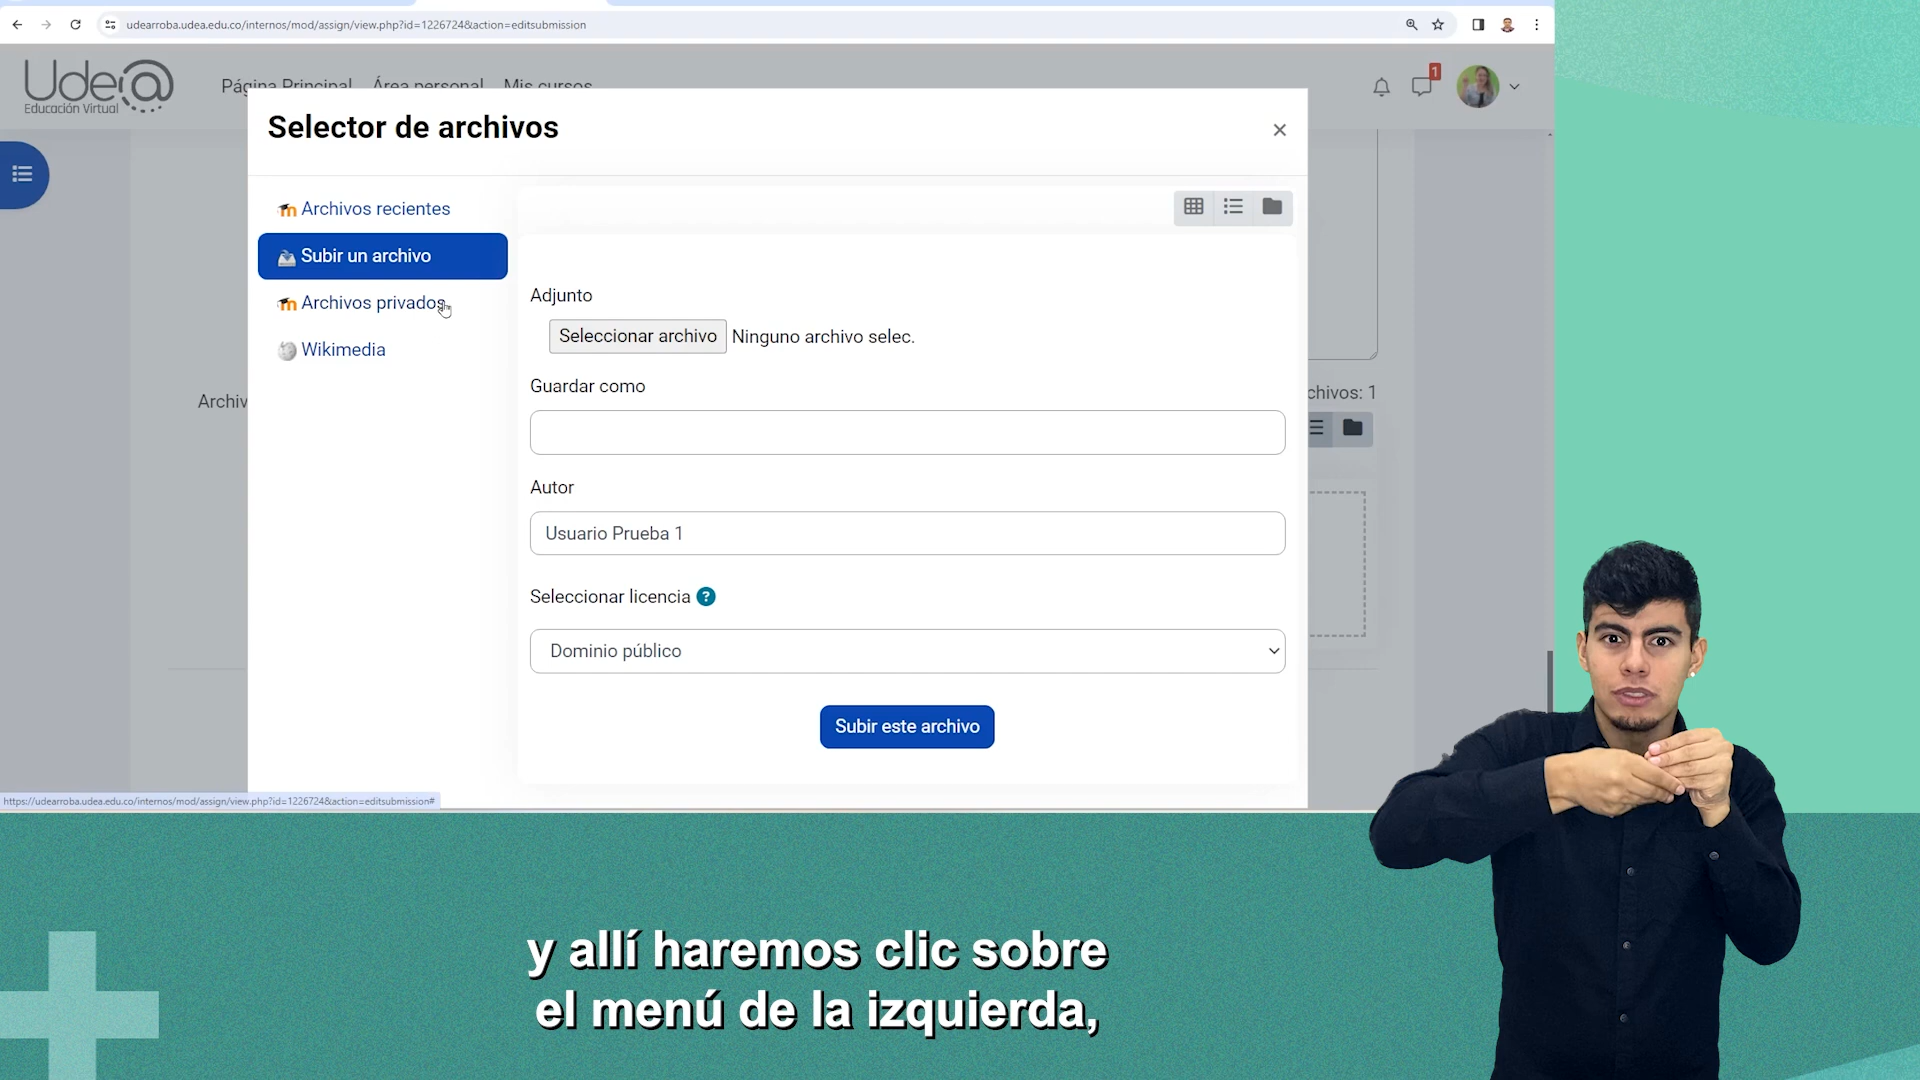 udearroba.udea.edu.co/internos/mod/assign/view.php?id=1226724&action=editsubmission
Ude@
Educación Virtual
Página Principal
Área personal
Mis cursos
1
Selector de archivos
×
Archivos recientes
Subir un archivo
Archivos privados
Wikimedia
Adjunto
Seleccionar archivo Ninguno archivo selec.
Guardar como
Autor
Usuario Prueba 1
Seleccionar licencia ?
Dominio público
Subir este archivo
Archiv
chivos: 1
https://udearroba.udea.edu.co/internos/mod/assign/view.php?id=1226724&action=editsubmission#
y allí haremos clic sobre
el menú de la izquierda,